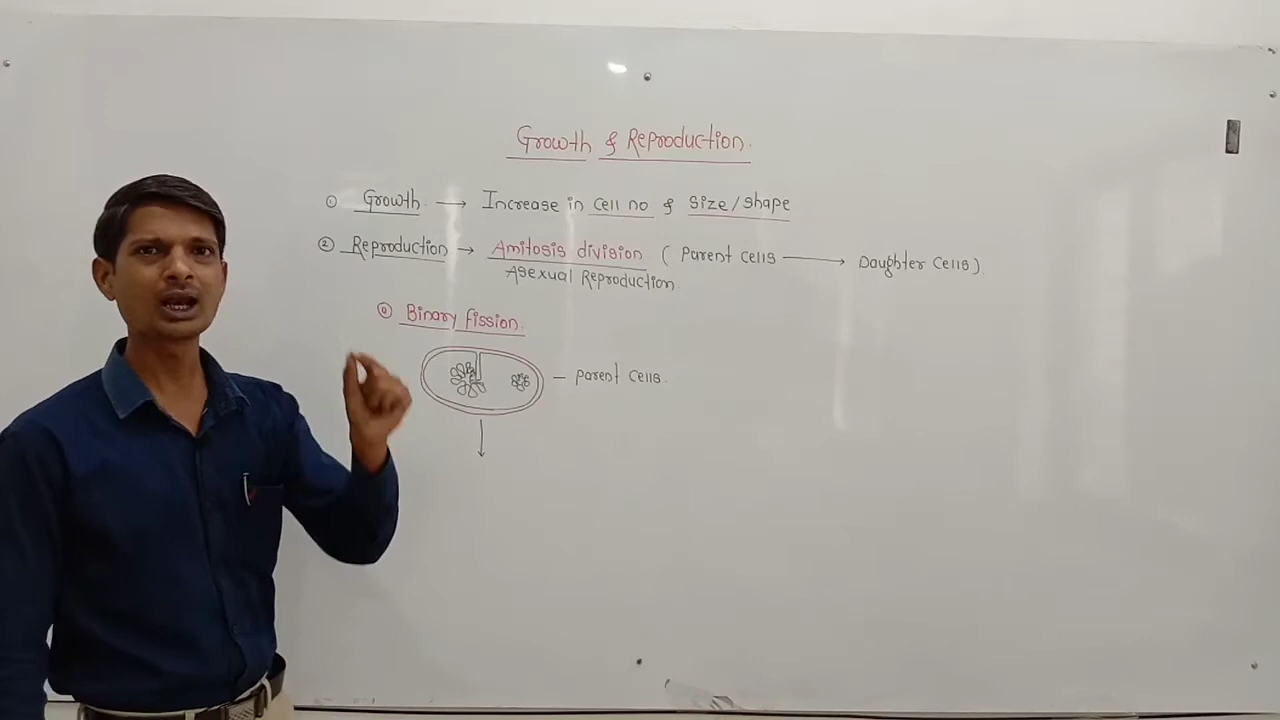 Growth & Reproduction.
① Growth → Increase in cell no & size/shape
② Reproduction → Amitosis division ( Parent cells → Daughter cells )
Asexual Reproduction.
① Binary fission.
– Parent cells.